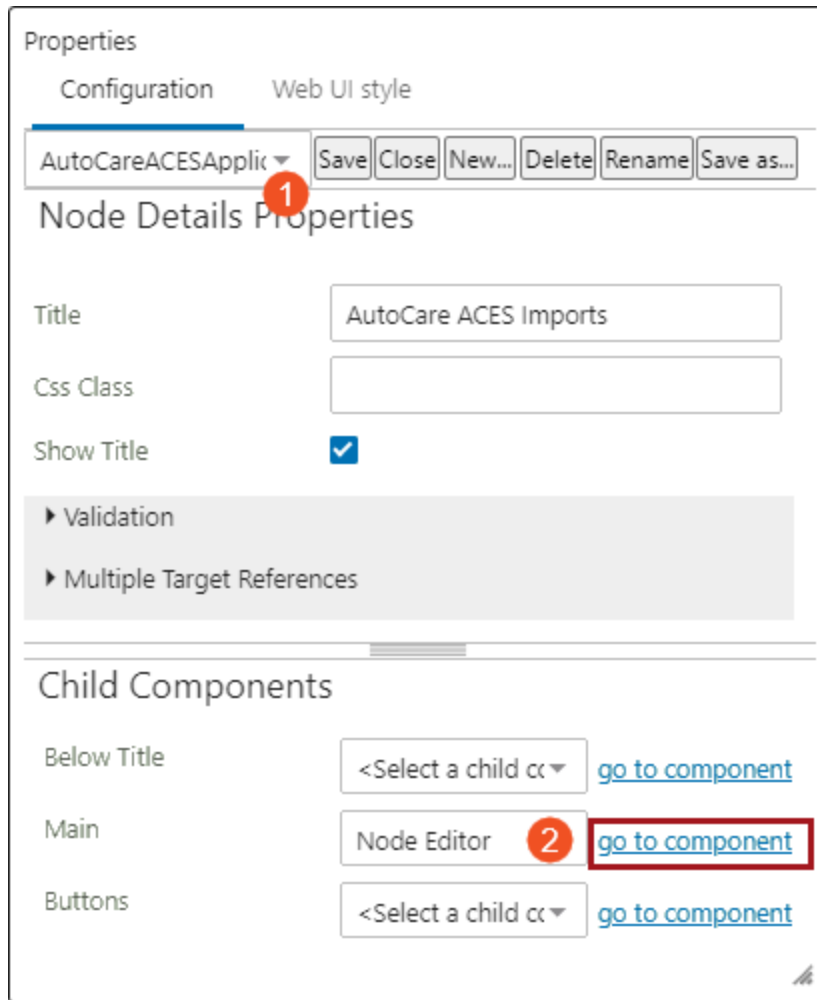 Properties
Configuration Web UI style
AutoCareACESApplic Save Close New... Delete Rename Save as...
1
Node Details Properties
Title AutoCare ACES Imports
Css Class
Show Title
Validation
Multiple Target References
Child Components
Below Title <Select a child cc go to component
Main Node Editor 2 go to component
Buttons <Select a child cc go to component